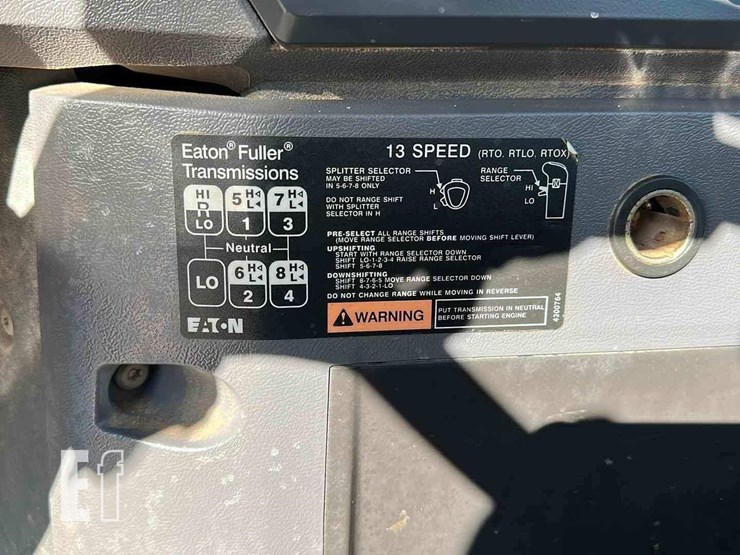 Eaton® Fuller®
Transmissions
13 SPEED (RTO, RTLO, RTOX)
HI
R
LO
5 H
L
1
7 H
L
3
Neutral
LO
6 H
L
2
8 H
L
4
EATON
SPLITTER SELECTOR
MAY BE SHIFTED
IN 5-6-7-8 ONLY
H
L
RANGE
SELECTOR
HI
LO
DO NOT RANGE SHIFT
WITH SPLITTER
SELECTOR IN H
PRE-SELECT ALL RANGE SHIFTS
(MOVE RANGE SELECTOR BEFORE MOVING SHIFT LEVER)
UPSHIFTING
START WITH RANGE SELECTOR DOWN
SHIFT LO-1-2-3-4 RAISE RANGE SELECTOR
SHIFT 5-6-7-8
DOWNSHIFTING
SHIFT 8-7-6-5 MOVE RANGE SELECTOR DOWN
SHIFT 4-3-2-1-LO
DO NOT CHANGE RANGE WHILE MOVING IN REVERSE
WARNING
PUT TRANSMISSION IN NEUTRAL
BEFORE STARTING ENGINE
4300764
Ef